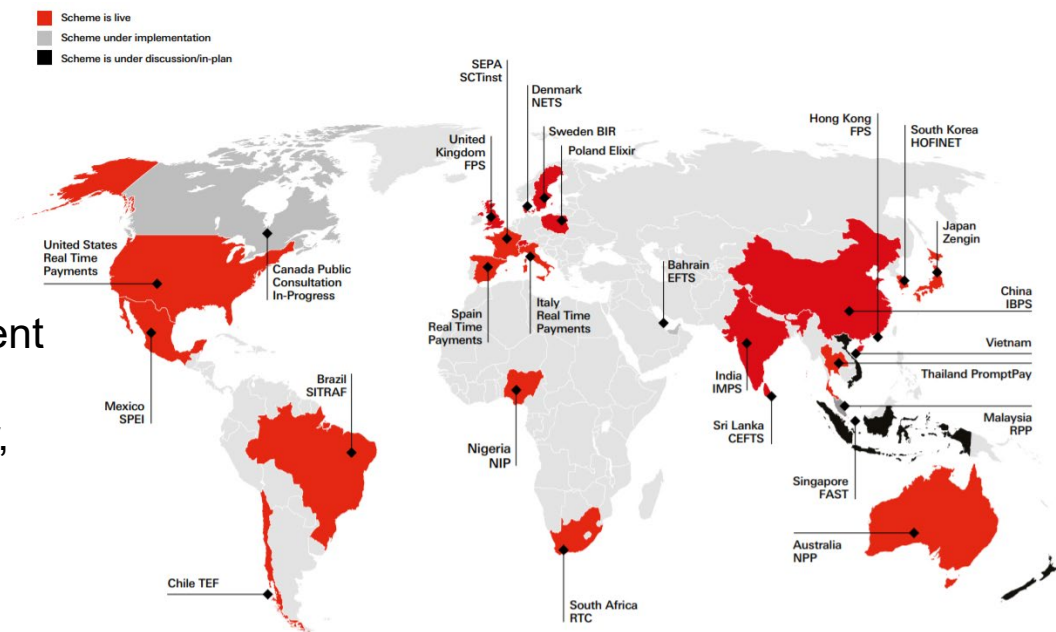 Scheme is live
Scheme under implementation
Scheme is under discussion/in-plan
SEPA
SCTinst
Denmark
NETS
Sweden BIR
Poland Elixir
United
Kingdom
FPS
Hong Kong
FPS
South Korea
HOFINET
Japan
Zengin
United States
Real Time
Payments
Canada Public
Consultation
In-Progress
Bahrain
EFTS
China
IBPS
Spain
Real Time
Payments
Italy
Real Time
Payments
Vietnam
Thailand PromptPay
India
IMPS
Mexico
SPEI
Brazil
SITRAF
Sri Lanka
CEFTS
Malaysia
RPP
Nigeria
NIP
Singapore
FAST
Australia
NPP
Chile TEF
South Africa
RTC
ent
,